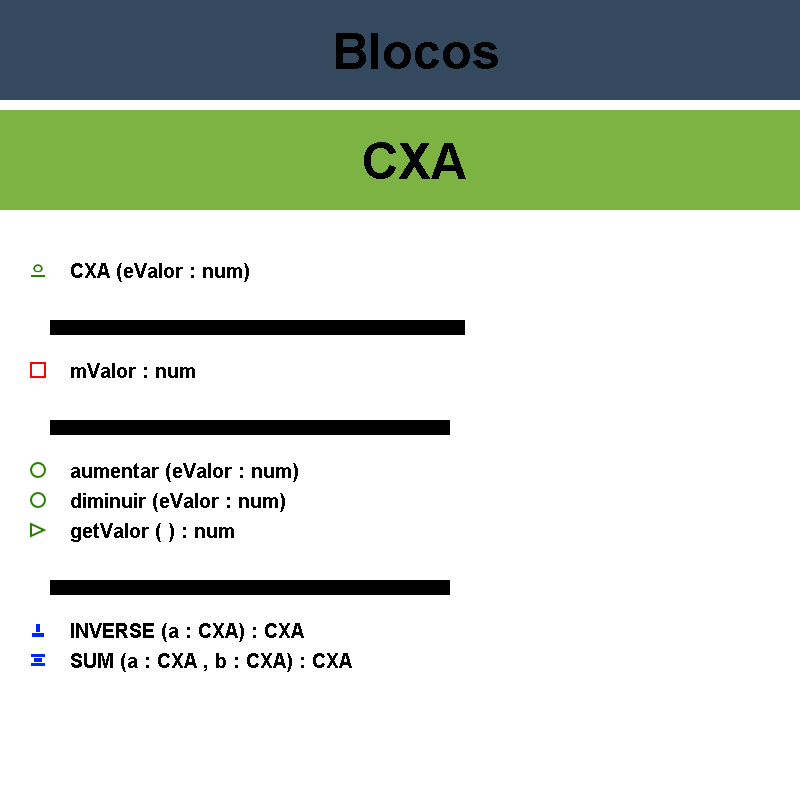 Blocos
CXA
CXA (eValor : num)
mValor : num
aumentar (eValor : num)
diminuir (eValor : num)
getValor ( ) : num
INVERSE (a : CXA) : CXA
SUM (a : CXA , b : CXA) : CXA